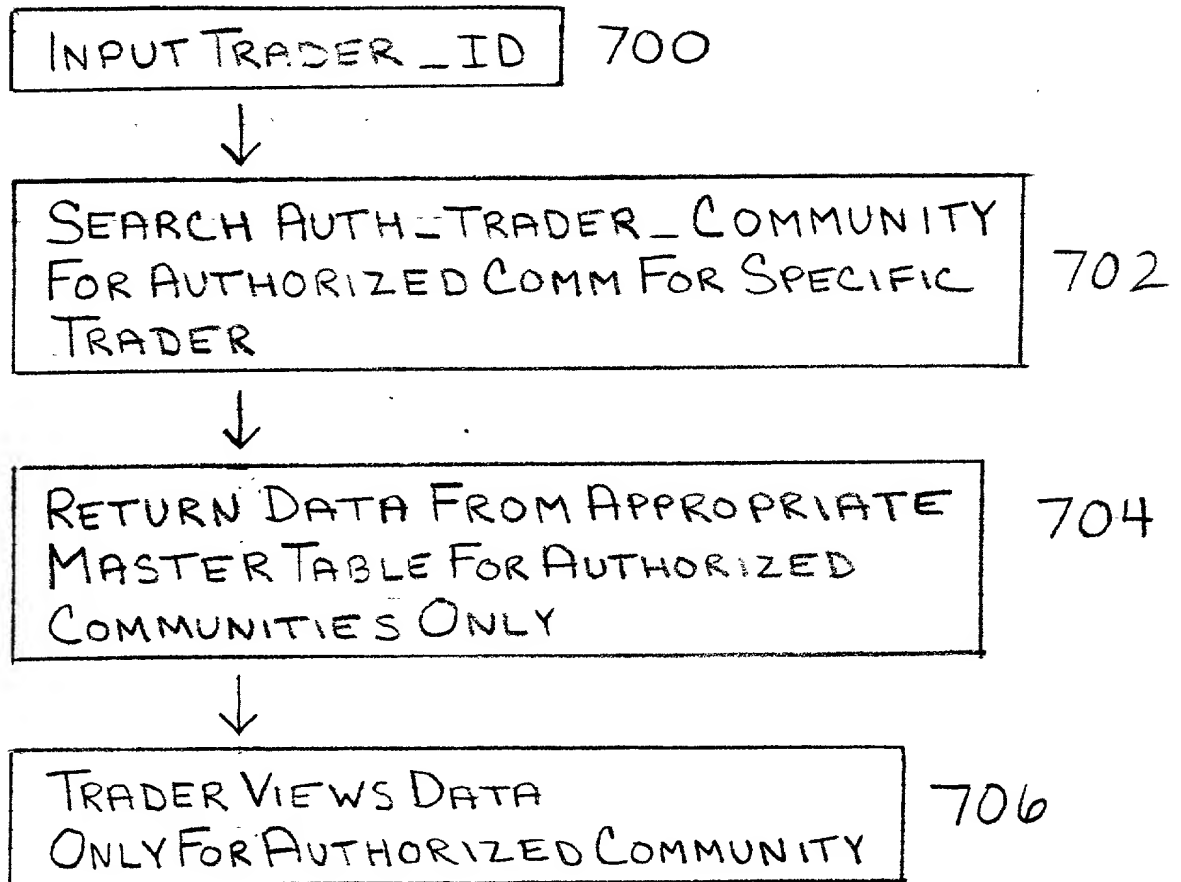 INPUT TRADER_ID 700
SEARCH AUTH_TRADER_COMMUNITY
FOR AUTHORIZED COMM FOR SPECIFIC 702
TRADER
RETURN DATA FROM APPROPRIATE 704
MASTER TABLE FOR AUTHORIZED
COMMUNITIES ONLY
TRADER VIEWS DATA 706
ONLY FOR AUTHORIZED COMMUNITY